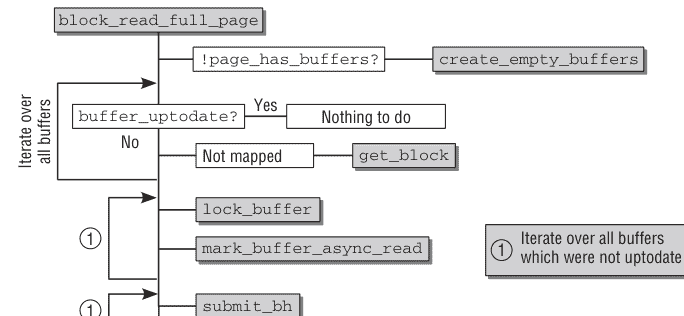 block_read_full_page
!page_has_buffers?
create_empty_buffers
Iterate over
all buffers
buffer_uptodate?
Yes
Nothing to do
No
Not mapped
get_block
1
lock_buffer
mark_buffer_async_read
1
Iterate over all buffers
which were not uptodate
1
submit_bh